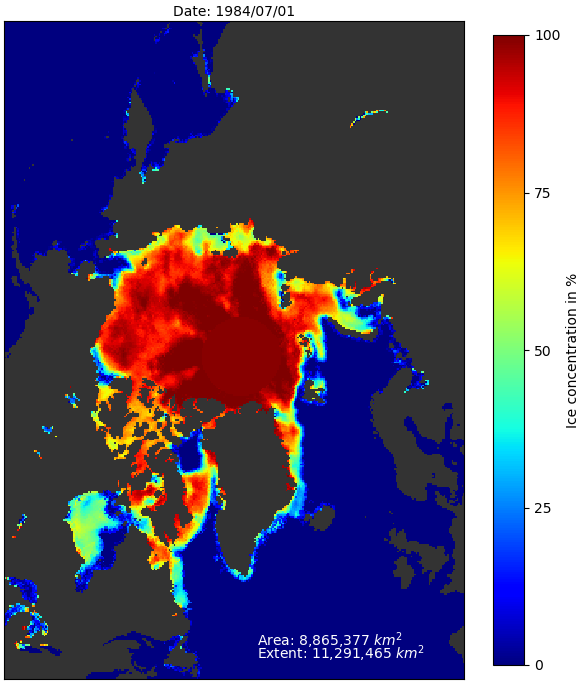 Date: 1984/07/01
100
75
50
25
0
Ice concentration in %
Area: 8,865,377 km²
Extent: 11,291,465 km²